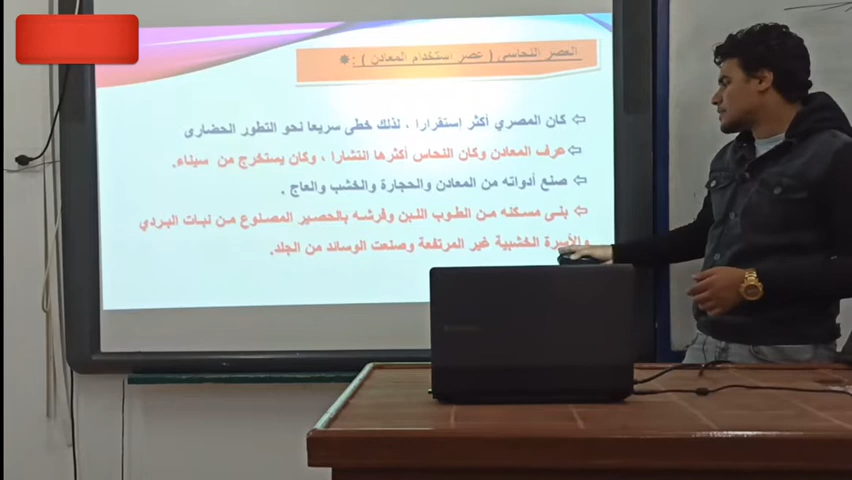 العصر النحاسى ( عصر استخدام المعادن ) :*
كان المصري أكثر استقرارا ، لذلك خطى سريعا نحو التطور الحضارى
عرف المعادن وكان النحاس أكثرها انتشارا ، وكان يستخرج من سيناء.
صنع أدواته من المعادن والحجارة والخشب والعاج .
بنى مسكنه من الطوب اللبن وفرشه بالحصير المصنوع من نبات البردي
والأسرة الخشبية غير المرتفعة وصنعت الوسائد من الجلد.